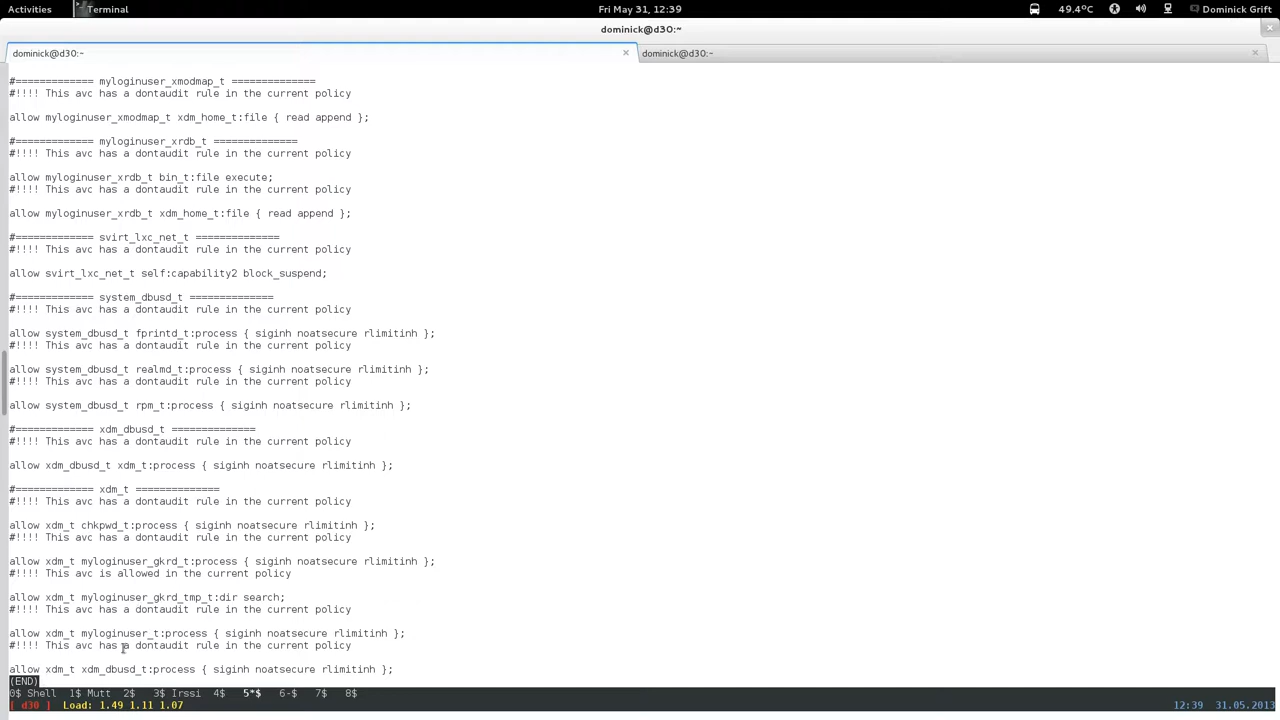 Activities Terminal Fri May 31, 12:39 49.4°C Dominick Grift
dominick@d30:~
dominick@d30:~ dominick@d30:~
#============= myloginuser_xmodmap_t ==============
#!!!! This avc has a dontaudit rule in the current policy
allow myloginuser_xmodmap_t xdm_home_t:file { read append };
#============= myloginuser_xrdb_t ==============
#!!!! This avc has a dontaudit rule in the current policy
allow myloginuser_xrdb_t bin_t:file execute;
#!!!! This avc has a dontaudit rule in the current policy
allow myloginuser_xrdb_t xdm_home_t:file { read append };
#============= svirt_lxc_net_t ==============
#!!!! This avc has a dontaudit rule in the current policy
allow svirt_lxc_net_t self:capability2 block_suspend;
#============= system_dbusd_t ==============
#!!!! This avc has a dontaudit rule in the current policy
allow system_dbusd_t fprintd_t:process { siginh noatsecure rlimitinh };
#!!!! This avc has a dontaudit rule in the current policy
allow system_dbusd_t realmd_t:process { siginh noatsecure rlimitinh };
#!!!! This avc has a dontaudit rule in the current policy
allow system_dbusd_t rpm_t:process { siginh noatsecure rlimitinh };
#============= xdm_dbusd_t ==============
#!!!! This avc has a dontaudit rule in the current policy
allow xdm_dbusd_t xdm_t:process { siginh noatsecure rlimitinh };
#============= xdm_t ==============
#!!!! This avc has a dontaudit rule in the current policy
allow xdm_t chkpwd_t:process { siginh noatsecure rlimitinh };
#!!!! This avc has a dontaudit rule in the current policy
allow xdm_t myloginuser_gkrd_t:process { siginh noatsecure rlimitinh };
#!!!! This avc is allowed in the current policy
allow xdm_t myloginuser_gkrd_tmp_t:dir search;
#!!!! This avc has a dontaudit rule in the current policy
allow xdm_t myloginuser_t:process { siginh noatsecure rlimitinh };
#!!!! This avc has a dontaudit rule in the current policy
allow xdm_t xdm_dbusd_t:process { siginh noatsecure rlimitinh };
(END)
0$ Shell 1$ Mutt 2$ 3$ Irssi 4$ 5*$ 6-$ 7$ 8$
[ d30 ] Load: 1.49 1.11 1.07 12:39 31.05.2013